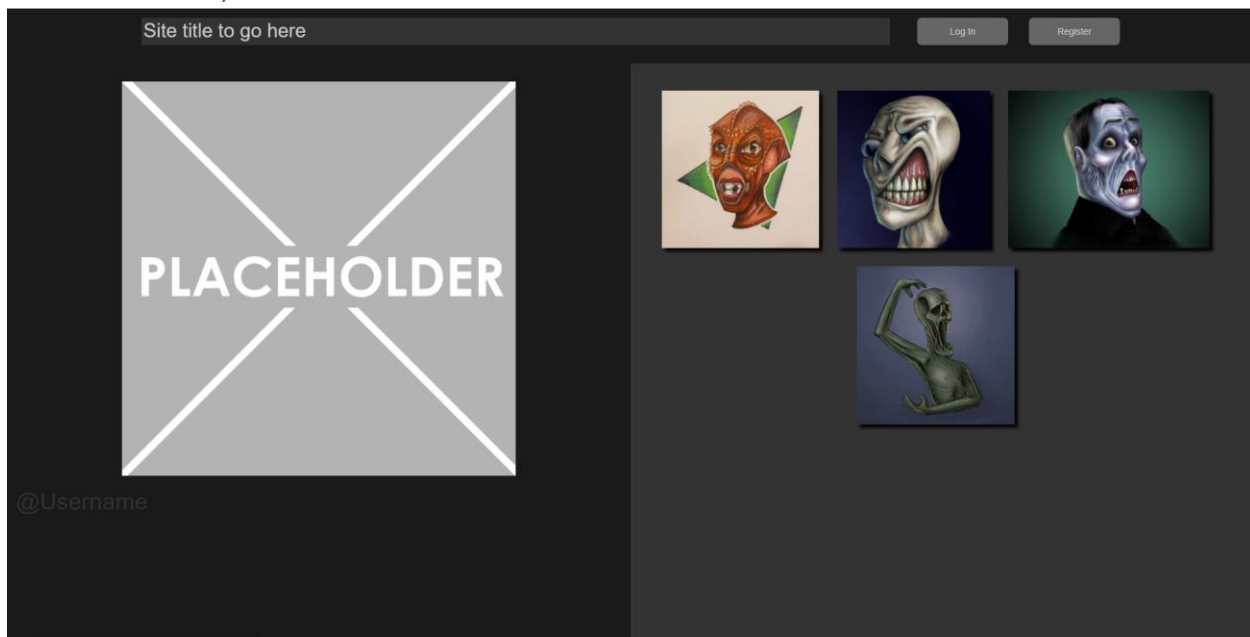 Site title to go here
Log In
Register
PLACEHOLDER
@Username